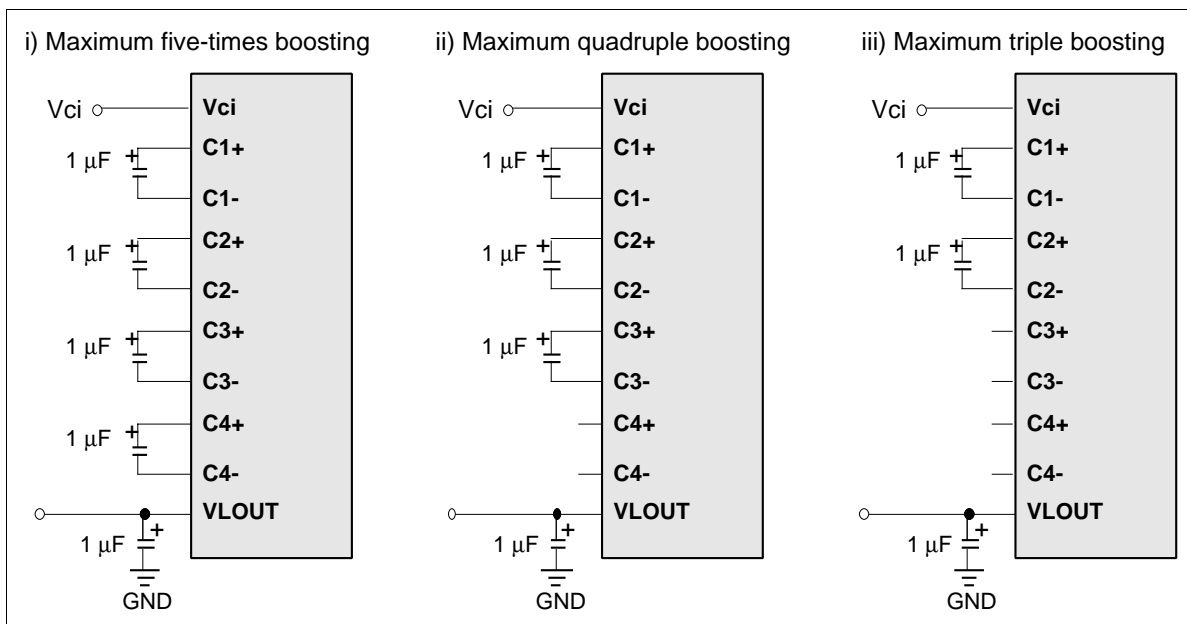 i) Maximum five-times boosting
Vci
Vci
C1+
1 μF
+
C1-
C2+
1 μF
+
C2-
C3+
1 μF
+
C3-
C4+
1 μF
+
C4-
VLOUT
1 μF
+
GND
ii) Maximum quadruple boosting
Vci
Vci
C1+
1 μF
+
C1-
C2+
1 μF
+
C2-
C3+
1 μF
+
C3-
C4+
C4-
VLOUT
1 μF
+
GND
iii) Maximum triple boosting
Vci
Vci
C1+
1 μF
+
C1-
C2+
1 μF
+
C2-
C3+
C3-
C4+
C4-
VLOUT
1 μF
+
GND